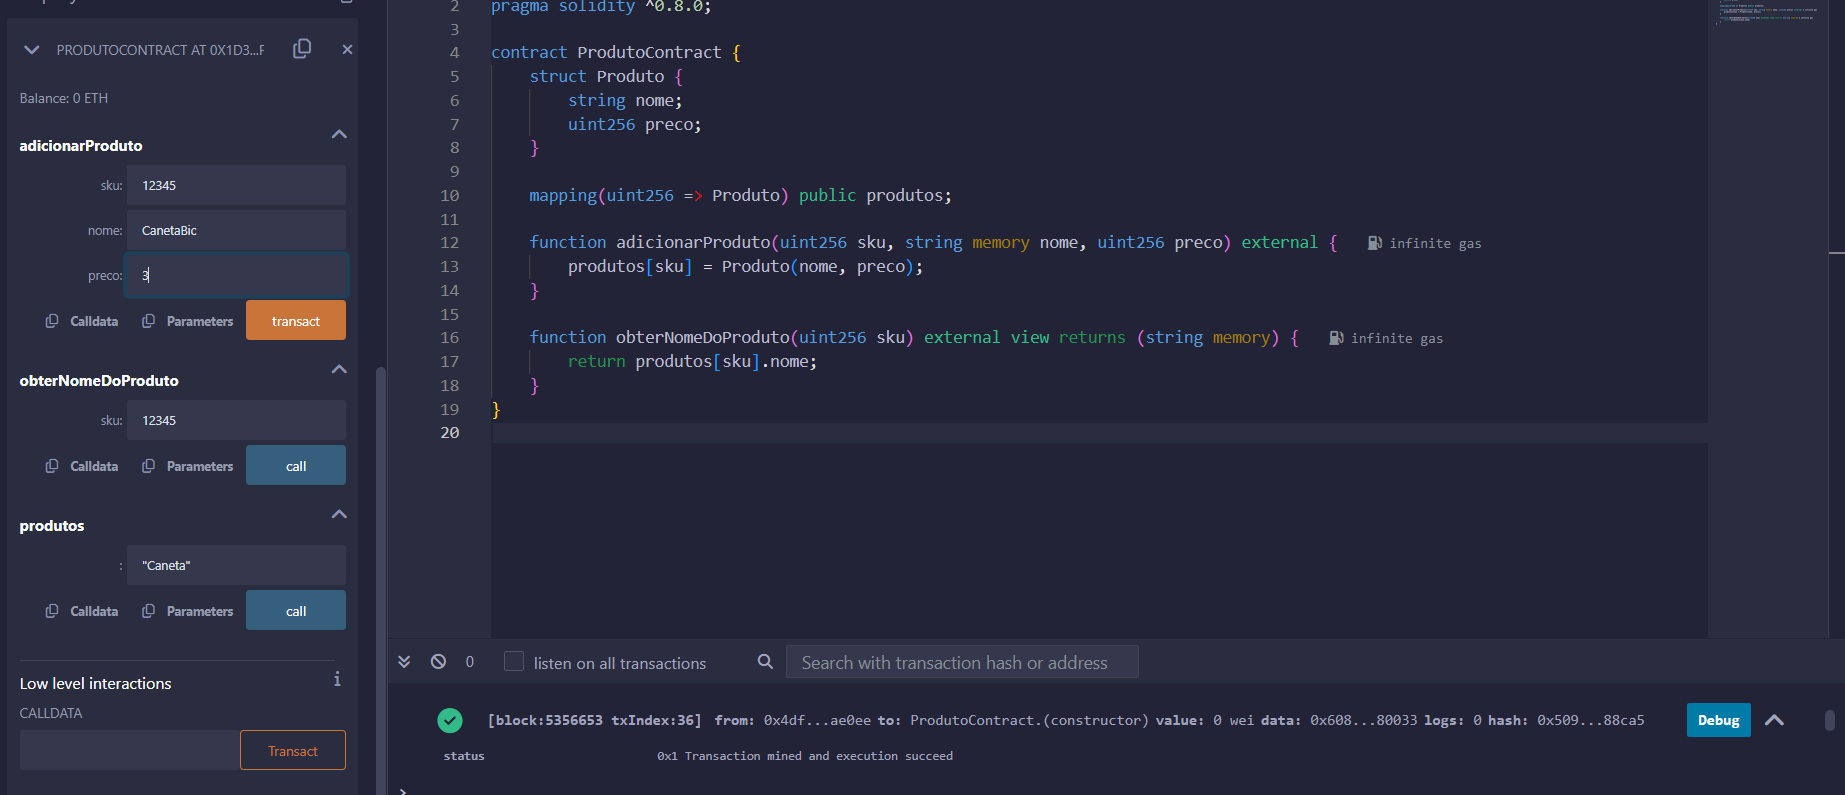 PRODUTOCONTRACT AT 0X1D3...F
Balance: 0 ETH
adicionarProduto
sku: 12345
nome: CanetaBic
preco: 3
Calldata Parameters transact
obterNomeDoProduto
sku: 12345
Calldata Parameters call
produtos
: "Caneta"
Calldata Parameters call
Low level interactions i
CALLDATA
Transact
2 pragma solidity ^0.8.0;
3
4 contract ProdutoContract {
5 struct Produto {
6 string nome;
7 uint256 preco;
8 }
9
10 mapping(uint256 => Produto) public produtos;
11
12 function adicionarProduto(uint256 sku, string memory nome, uint256 preco) external { infinite gas
13 produtos[sku] = Produto(nome, preco);
14 }
15
16 function obterNomeDoProduto(uint256 sku) external view returns (string memory) { infinite gas
17 return produtos[sku].nome;
18 }
19 }
20
0 listen on all transactions Search with transaction hash or address
[block:5356653 txIndex:36] from: 0x4df...ae0ee to: ProdutoContract.(constructor) value: 0 wei data: 0x608...80033 logs: 0 hash: 0x509...88ca5 Debug
status 0x1 Transaction mined and execution succeed
>